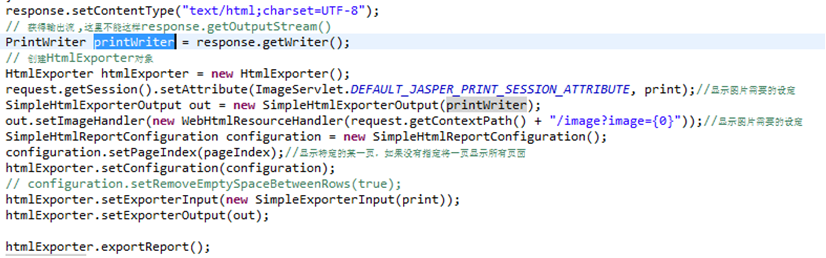 response.setContentType("text/html;charset=UTF-8");
// 获得输出流 ,这里不能这样response.getOutputStream()
PrintWriter printWriter = response.getWriter();
// 创建HtmlExporter对象
HtmlExporter htmlExporter = new HtmlExporter();
request.getSession().setAttribute(ImageServlet.DEFAULT_JASPER_PRINT_SESSION_ATTRIBUTE, print);//显示图片需要的设定
SimpleHtmlExporterOutput out = new SimpleHtmlExporterOutput(printWriter);
out.setImageHandler(new WebHtmlResourceHandler(request.getContextPath() + "/image?image={0}"));//显示图片需要的设定
SimpleHtmlReportConfiguration configuration = new SimpleHtmlReportConfiguration();
configuration.setPageIndex(pageIndex);//显示特定的某一页．如果没有指定将一页显示所有页面
htmlExporter.setConfiguration(configuration);
// configuration.setRemoveEmptySpaceBetweenRows(true);
htmlExporter.setExporterInput(new SimpleExporterInput(print));
htmlExporter.setExporterOutput(out);
htmlExporter.exportReport();